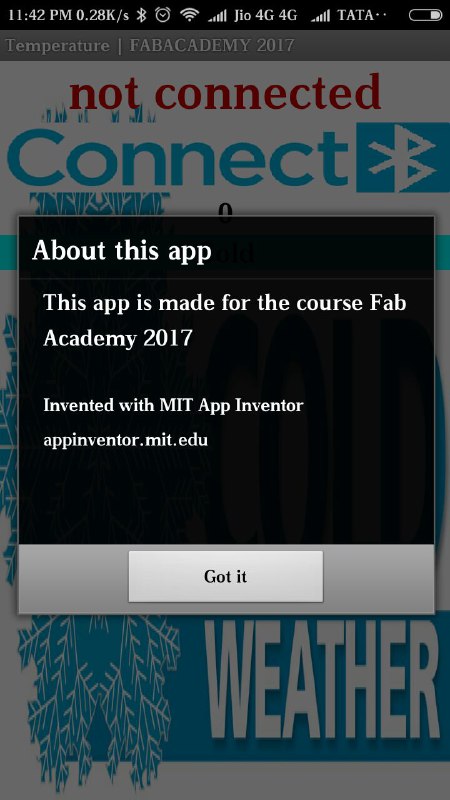 11:42 PM 0.28K/s Jio 4G 4G TATA··
Temperature | FABACADEMY 2017
not connected
Connect
0
Cold
About this app
This app is made for the course Fab
Academy 2017
Invented with MIT App Inventor
appinventor.mit.edu
COLD
Got it
WEATHER